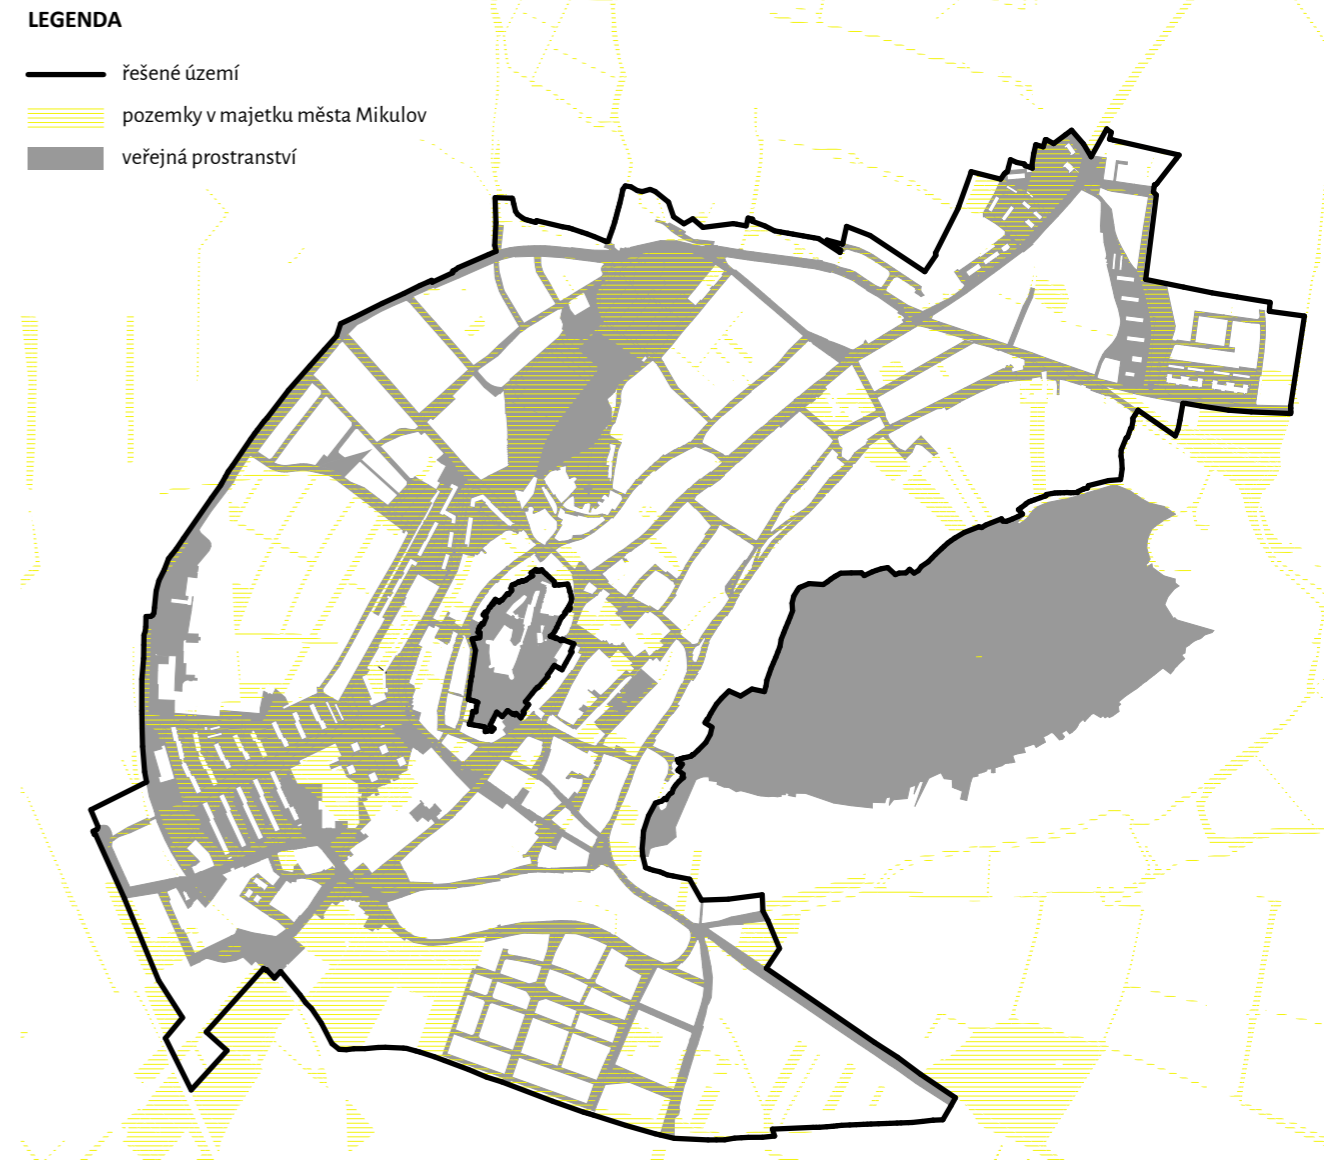 LEGENDA
řešené území
pozemky v majetku města Mikulov
veřejná prostranství